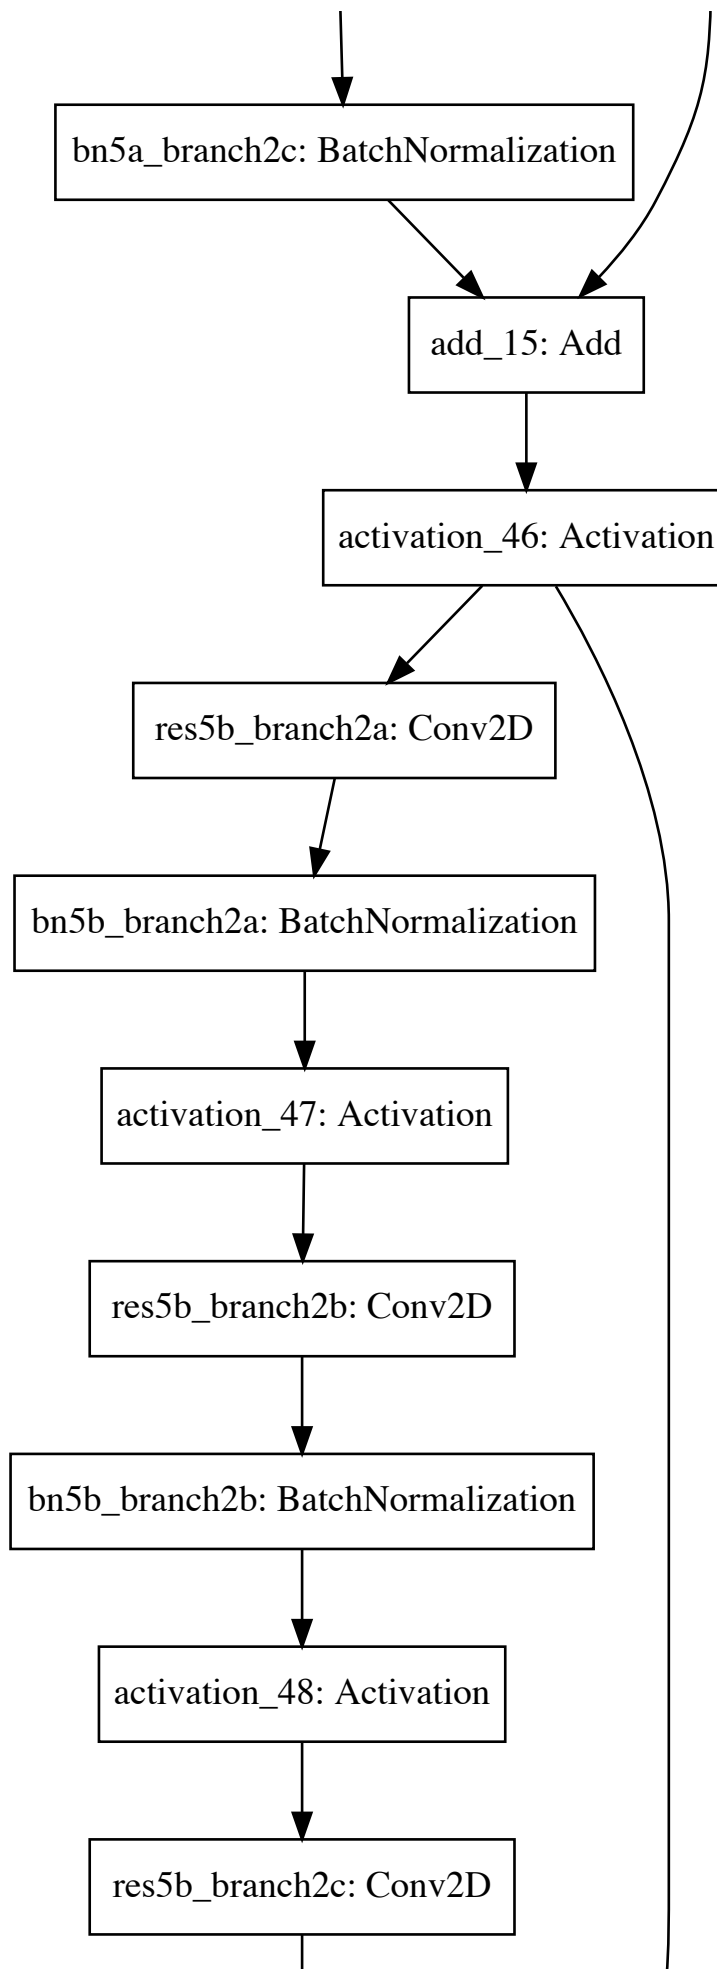 bn5a_branch2c: BatchNormalization
add_15: Add
activation_46: Activation
res5b_branch2a: Conv2D
bn5b_branch2a: BatchNormalization
activation_47: Activation
res5b_branch2b: Conv2D
bn5b_branch2b: BatchNormalization
activation_48: Activation
res5b_branch2c: Conv2D